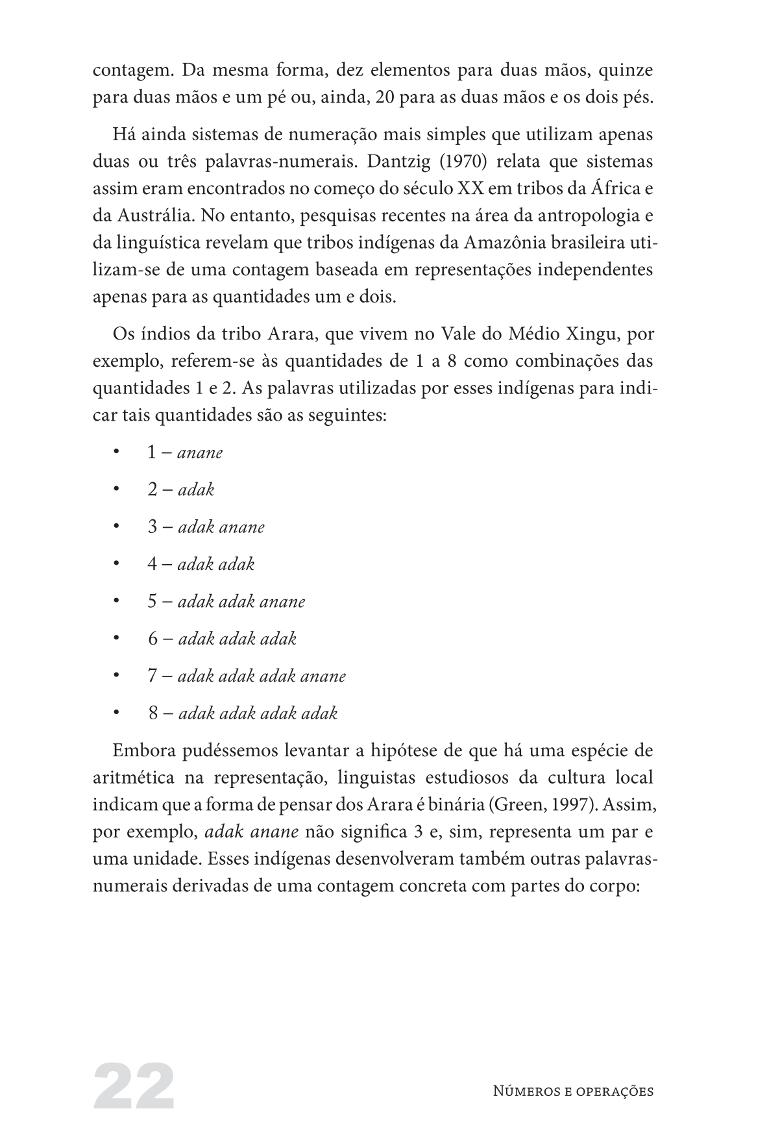 contagem. Da mesma forma, dez elementos para duas mãos, quinze
para duas mãos e um pé ou, ainda, 20 para as duas mãos e os dois pés.
Há ainda sistemas de numeração mais simples que utilizam apenas
duas ou três palavras-numerais. Dantzig (1970) relata que sistemas
assim eram encontrados no começo do século XX em tribos da África e
da Austrália. No entanto, pesquisas recentes na área da antropologia e
da linguística revelam que tribos indígenas da Amazônia brasileira uti-
lizam-se de uma contagem baseada em representações independentes
apenas para as quantidades um e dois.
Os índios da tribo Arara, que vivem no Vale do Médio Xingu, por
exemplo, referem-se às quantidades de 1 a 8 como combinações das
quantidades 1 e 2. As palavras utilizadas por esses indígenas para indi-
car tais quantidades são as seguintes:
• 1 – anane
• 2 – adak
• 3 – adak anane
• 4 – adak adak
• 5 – adak adak anane
• 6 – adak adak adak
• 7 – adak adak adak anane
• 8 – adak adak adak adak
Embora pudéssemos levantar a hipótese de que há uma espécie de
aritmética na representação, linguistas estudiosos da cultura local
indicam que a forma de pensar dos Arara é binária (Green, 1997). Assim,
por exemplo, adak anane não significa 3 e, sim, representa um par e
uma unidade. Esses indígenas desenvolveram também outras palavras-
numerais derivadas de uma contagem concreta com partes do corpo:
22
Números e operações